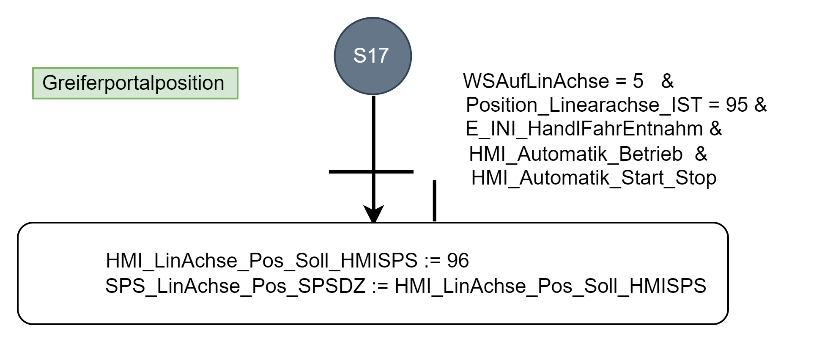 S17
Greiferportalposition
WSAufLinAchse = 5 &
Position_Linearachse_IST = 95 &
E_INI_HandlFahrEntnahm &
HMI_Automatik_Betrieb &
HMI_Automatik_Start_Stop
HMI_LinAchse_Pos_Soll_HMISPS := 96
SPS_LinAchse_Pos_SPSDZ := HMI_LinAchse_Pos_Soll_HMISPS